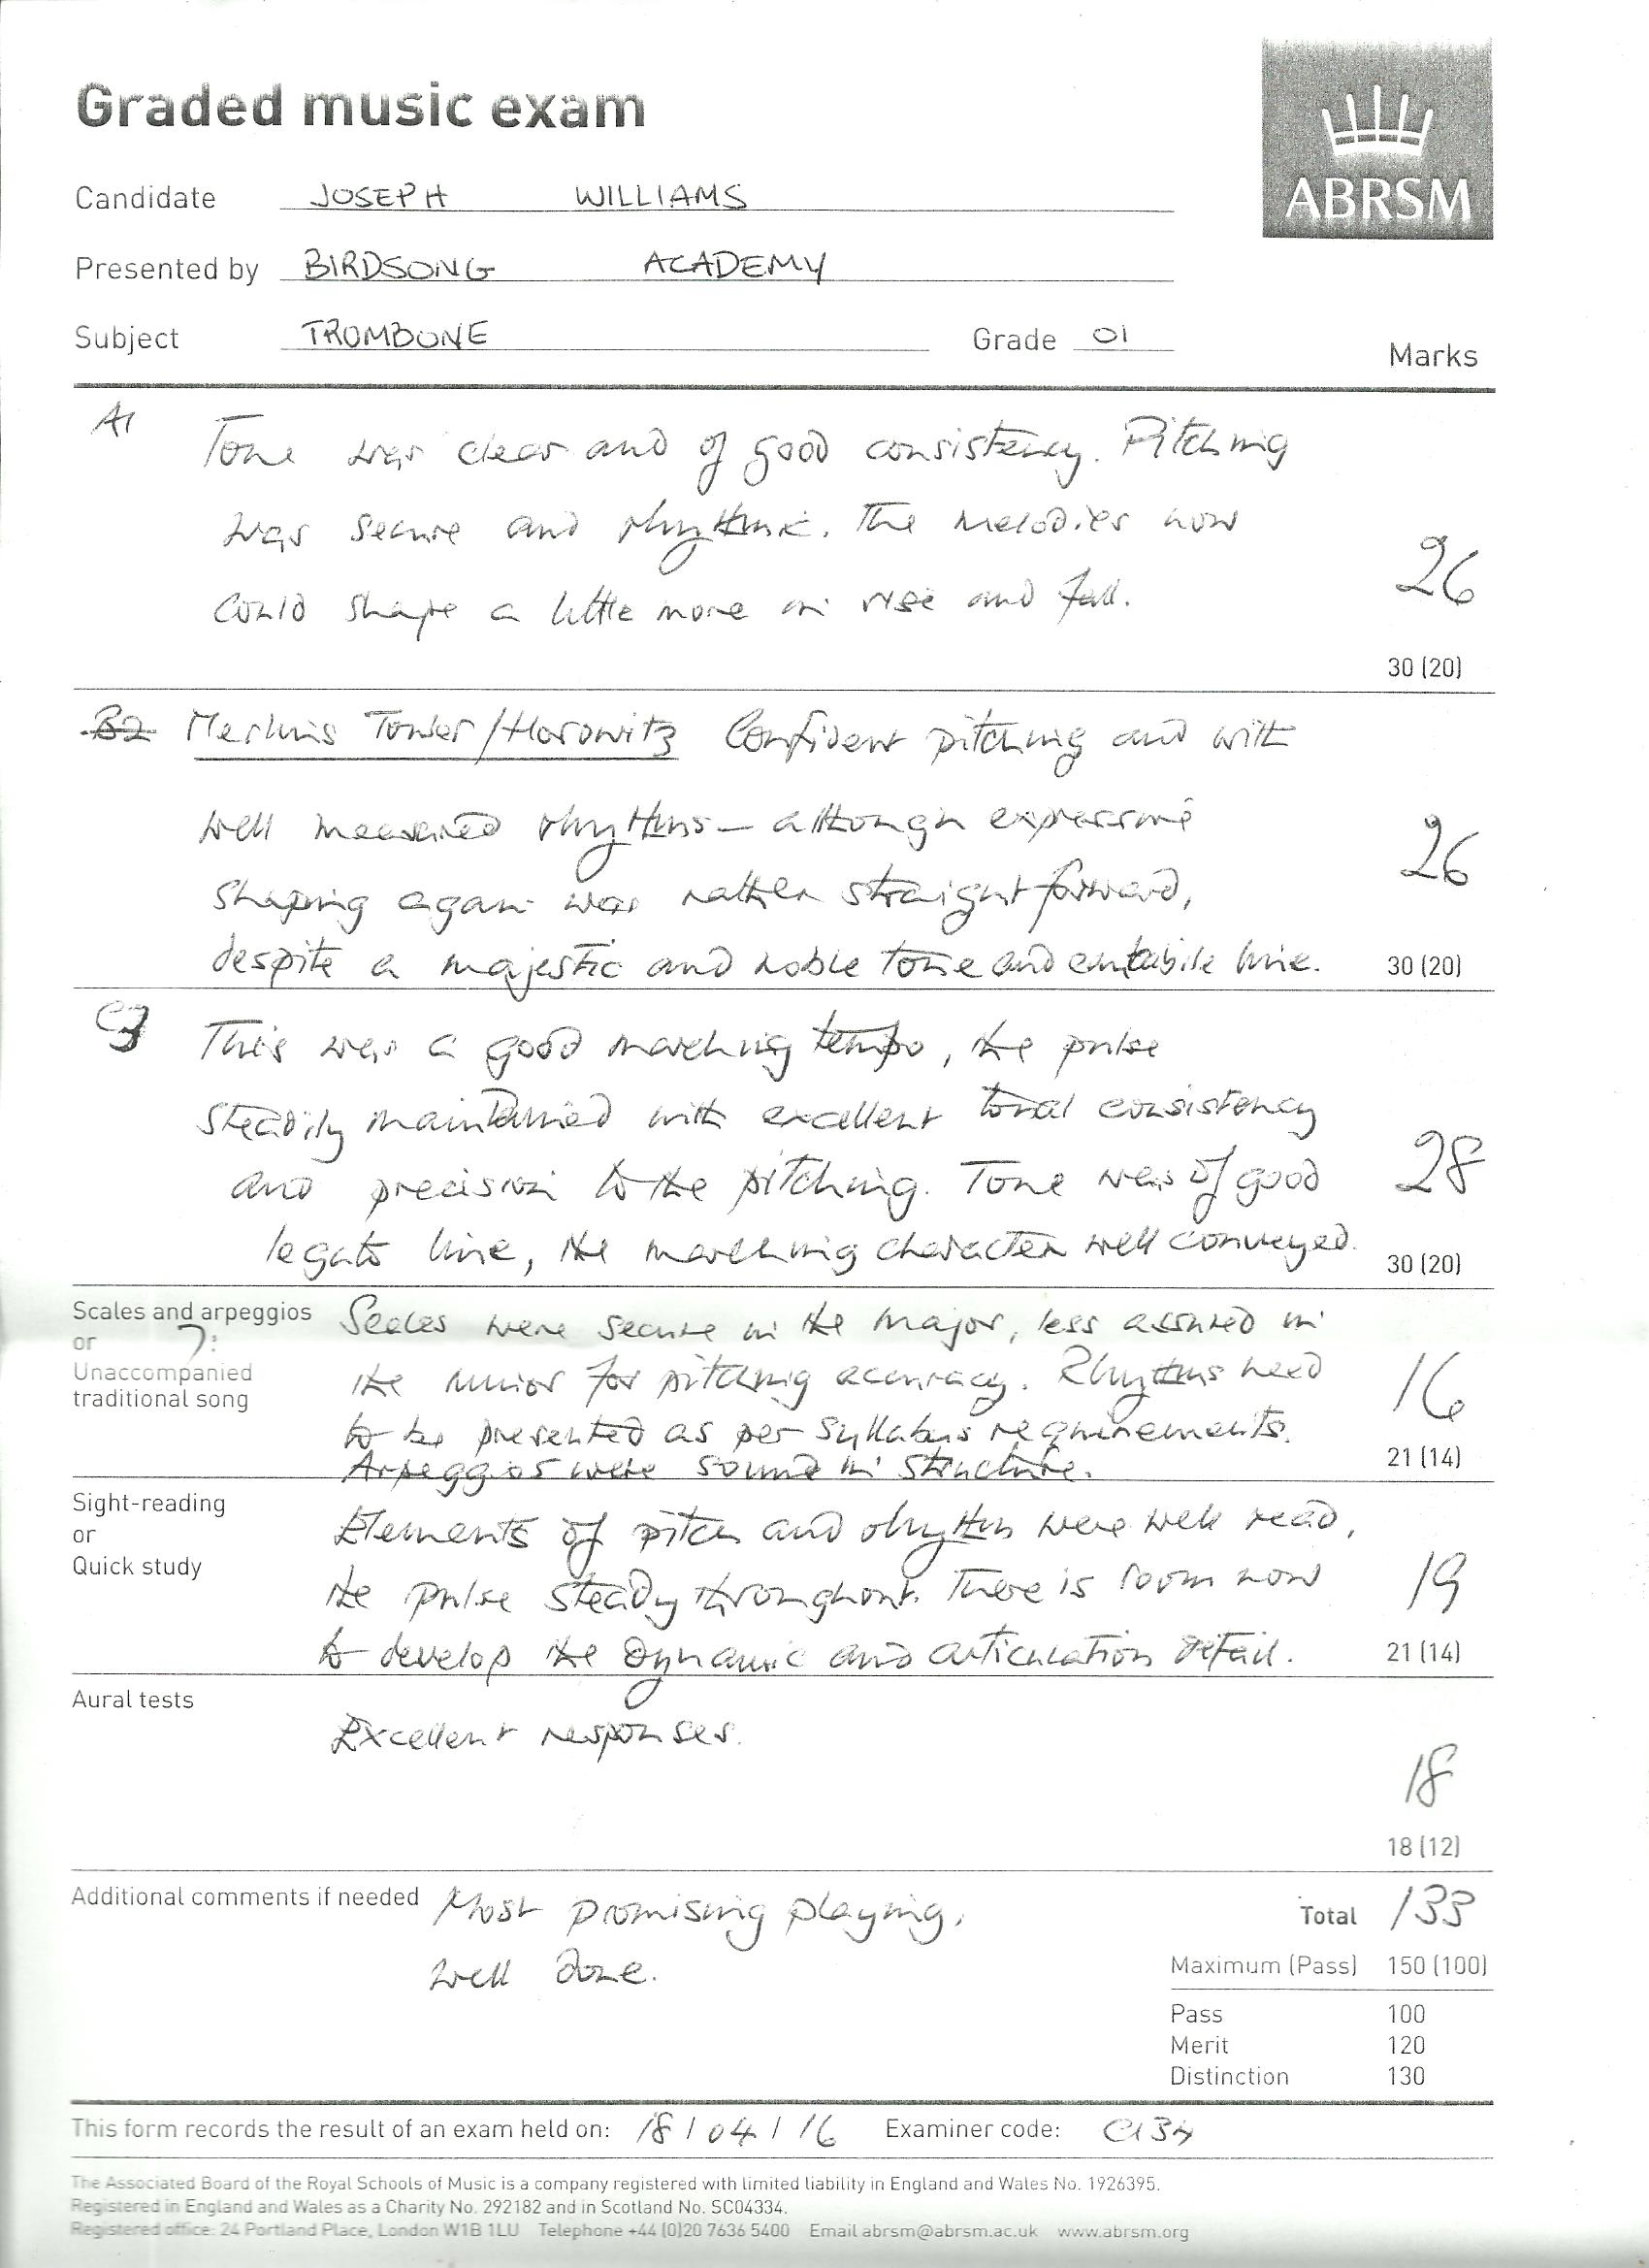 Graded music exam
ABRSM
Candidate JOSEPH WILLIAMS
Presented by BIRDSONG ACADEMY
Subject TROMBONE Grade 01
Marks
A1 Tone was clear and of good consistency. Pitching
was secure and rhythmic. The melodies now
could shape a little more in rise and fall.
26
30 (20)
B2 Merlins Tower/Horowitz Confident pitching and with
well measured rhythms – although expressive
shaping again was rather straightforward,
despite a majestic and noble tone and cantabile line.
26
30 (20)
C3 This was a good marching tempo, the pulse
steadily maintained with excellent tonal consistency
and precision to the pitching. Tone was of good
legato line, the marching character well conveyed.
28
30 (20)
Scales and arpeggios
or
Unaccompanied
traditional song
Scales were secure in the major, less assured in
the minor for pitching accuracy. Rhythms need
to be presented as per syllabus requirements.
Arpeggios were sound in structure.
16
21 (14)
Sight-reading
or
Quick study
Elements of pitch and rhythm were well read,
the pulse steady throughout. There is room now
to develop the dynamic and articulation detail.
19
21 (14)
Aural tests
Excellent responses.
18
18 (12)
Additional comments if needed Most promising playing,
well done.
Total 133
Maximum (Pass) 150 (100)
Pass 100
Merit 120
Distinction 130
This form records the result of an exam held on: 18/04/16 Examiner code:
The Associated Board of the Royal Schools of Music is a company registered with limited liability in England and Wales No. 1926395.
Registered in England and Wales as a Charity No. 292182 and in Scotland No. SC04334.
Registered office: 24 Portland Place, London W1B 1LU Telephone +44 (0)20 7636 5400 Email abrsm@abrsm.ac.uk www.abrsm.org